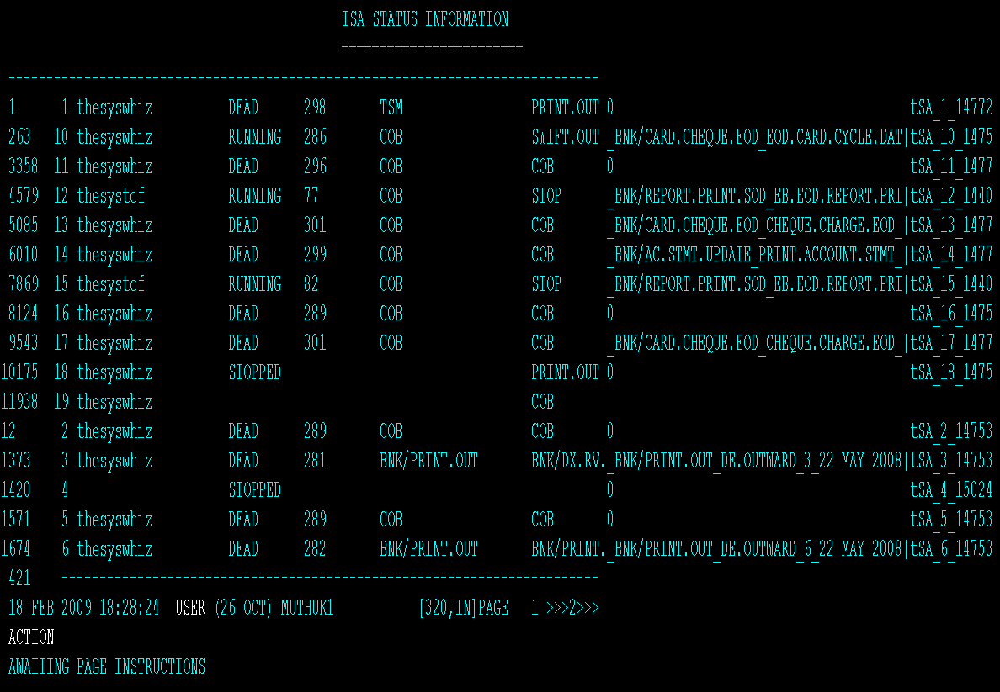 TSA STATUS INFORMATION
========================
------------------------------------------------------------------------------
1 1 thesyswhiz DEAD 298 TSM PRINT.OUT 0 tSA_1_14772
263 10 thesyswhiz RUNNING 286 COB SWIFT.OUT _BNK/CARD.CHEQUE.EOD_EOD.CARD.CYCLE.DAT|tSA_10_1475
3358 11 thesyswhiz DEAD 296 COB COB 0 tSA_11_1477
4579 12 thesystcf RUNNING 77 COB STOP _BNK/REPORT.PRINT.SOD_EB.EOD.REPORT.PRI|tSA_12_1440
5085 13 thesyswhiz DEAD 301 COB COB _BNK/CARD.CHEQUE.EOD_CHEQUE.CHARGE.EOD_|tSA_13_1477
6010 14 thesyswhiz DEAD 299 COB COB _BNK/AC.STMT.UPDATE_PRINT.ACCOUNT.STMT_|tSA_14_1477
7869 15 thesystcf RUNNING 82 COB STOP _BNK/REPORT.PRINT.SOD_EB.EOD.REPORT.PRI|tSA_15_1440
8124 16 thesyswhiz DEAD 289 COB COB 0 tSA_16_1475
9543 17 thesyswhiz DEAD 301 COB COB _BNK/CARD.CHEQUE.EOD_CHEQUE.CHARGE.EOD_|tSA_17_1477
10175 18 thesyswhiz STOPPED PRINT.OUT 0 tSA_18_1475
11938 19 thesyswhiz COB
12 2 thesyswhiz DEAD 289 COB COB 0 tSA_2_14753
1373 3 thesyswhiz DEAD 281 BNK/PRINT.OUT BNK/DX.RV._BNK/PRINT.OUT_DE.OUTWARD_3_22 MAY 2008|tSA_3_14753
1420 4 STOPPED 0 tSA_4_15024
1571 5 thesyswhiz DEAD 289 COB COB 0 tSA_5_14753
1674 6 thesyswhiz DEAD 282 BNK/PRINT.OUT BNK/PRINT._BNK/PRINT.OUT_DE.OUTWARD_6_22 MAY 2008|tSA_6_14753
421 -----------------------------------------------------------------------
18 FEB 2009 18:28:24 USER (26 OCT) MUTHUK1 [320,IN]PAGE 1 >>>2>>>
ACTION
AWAITING PAGE INSTRUCTIONS